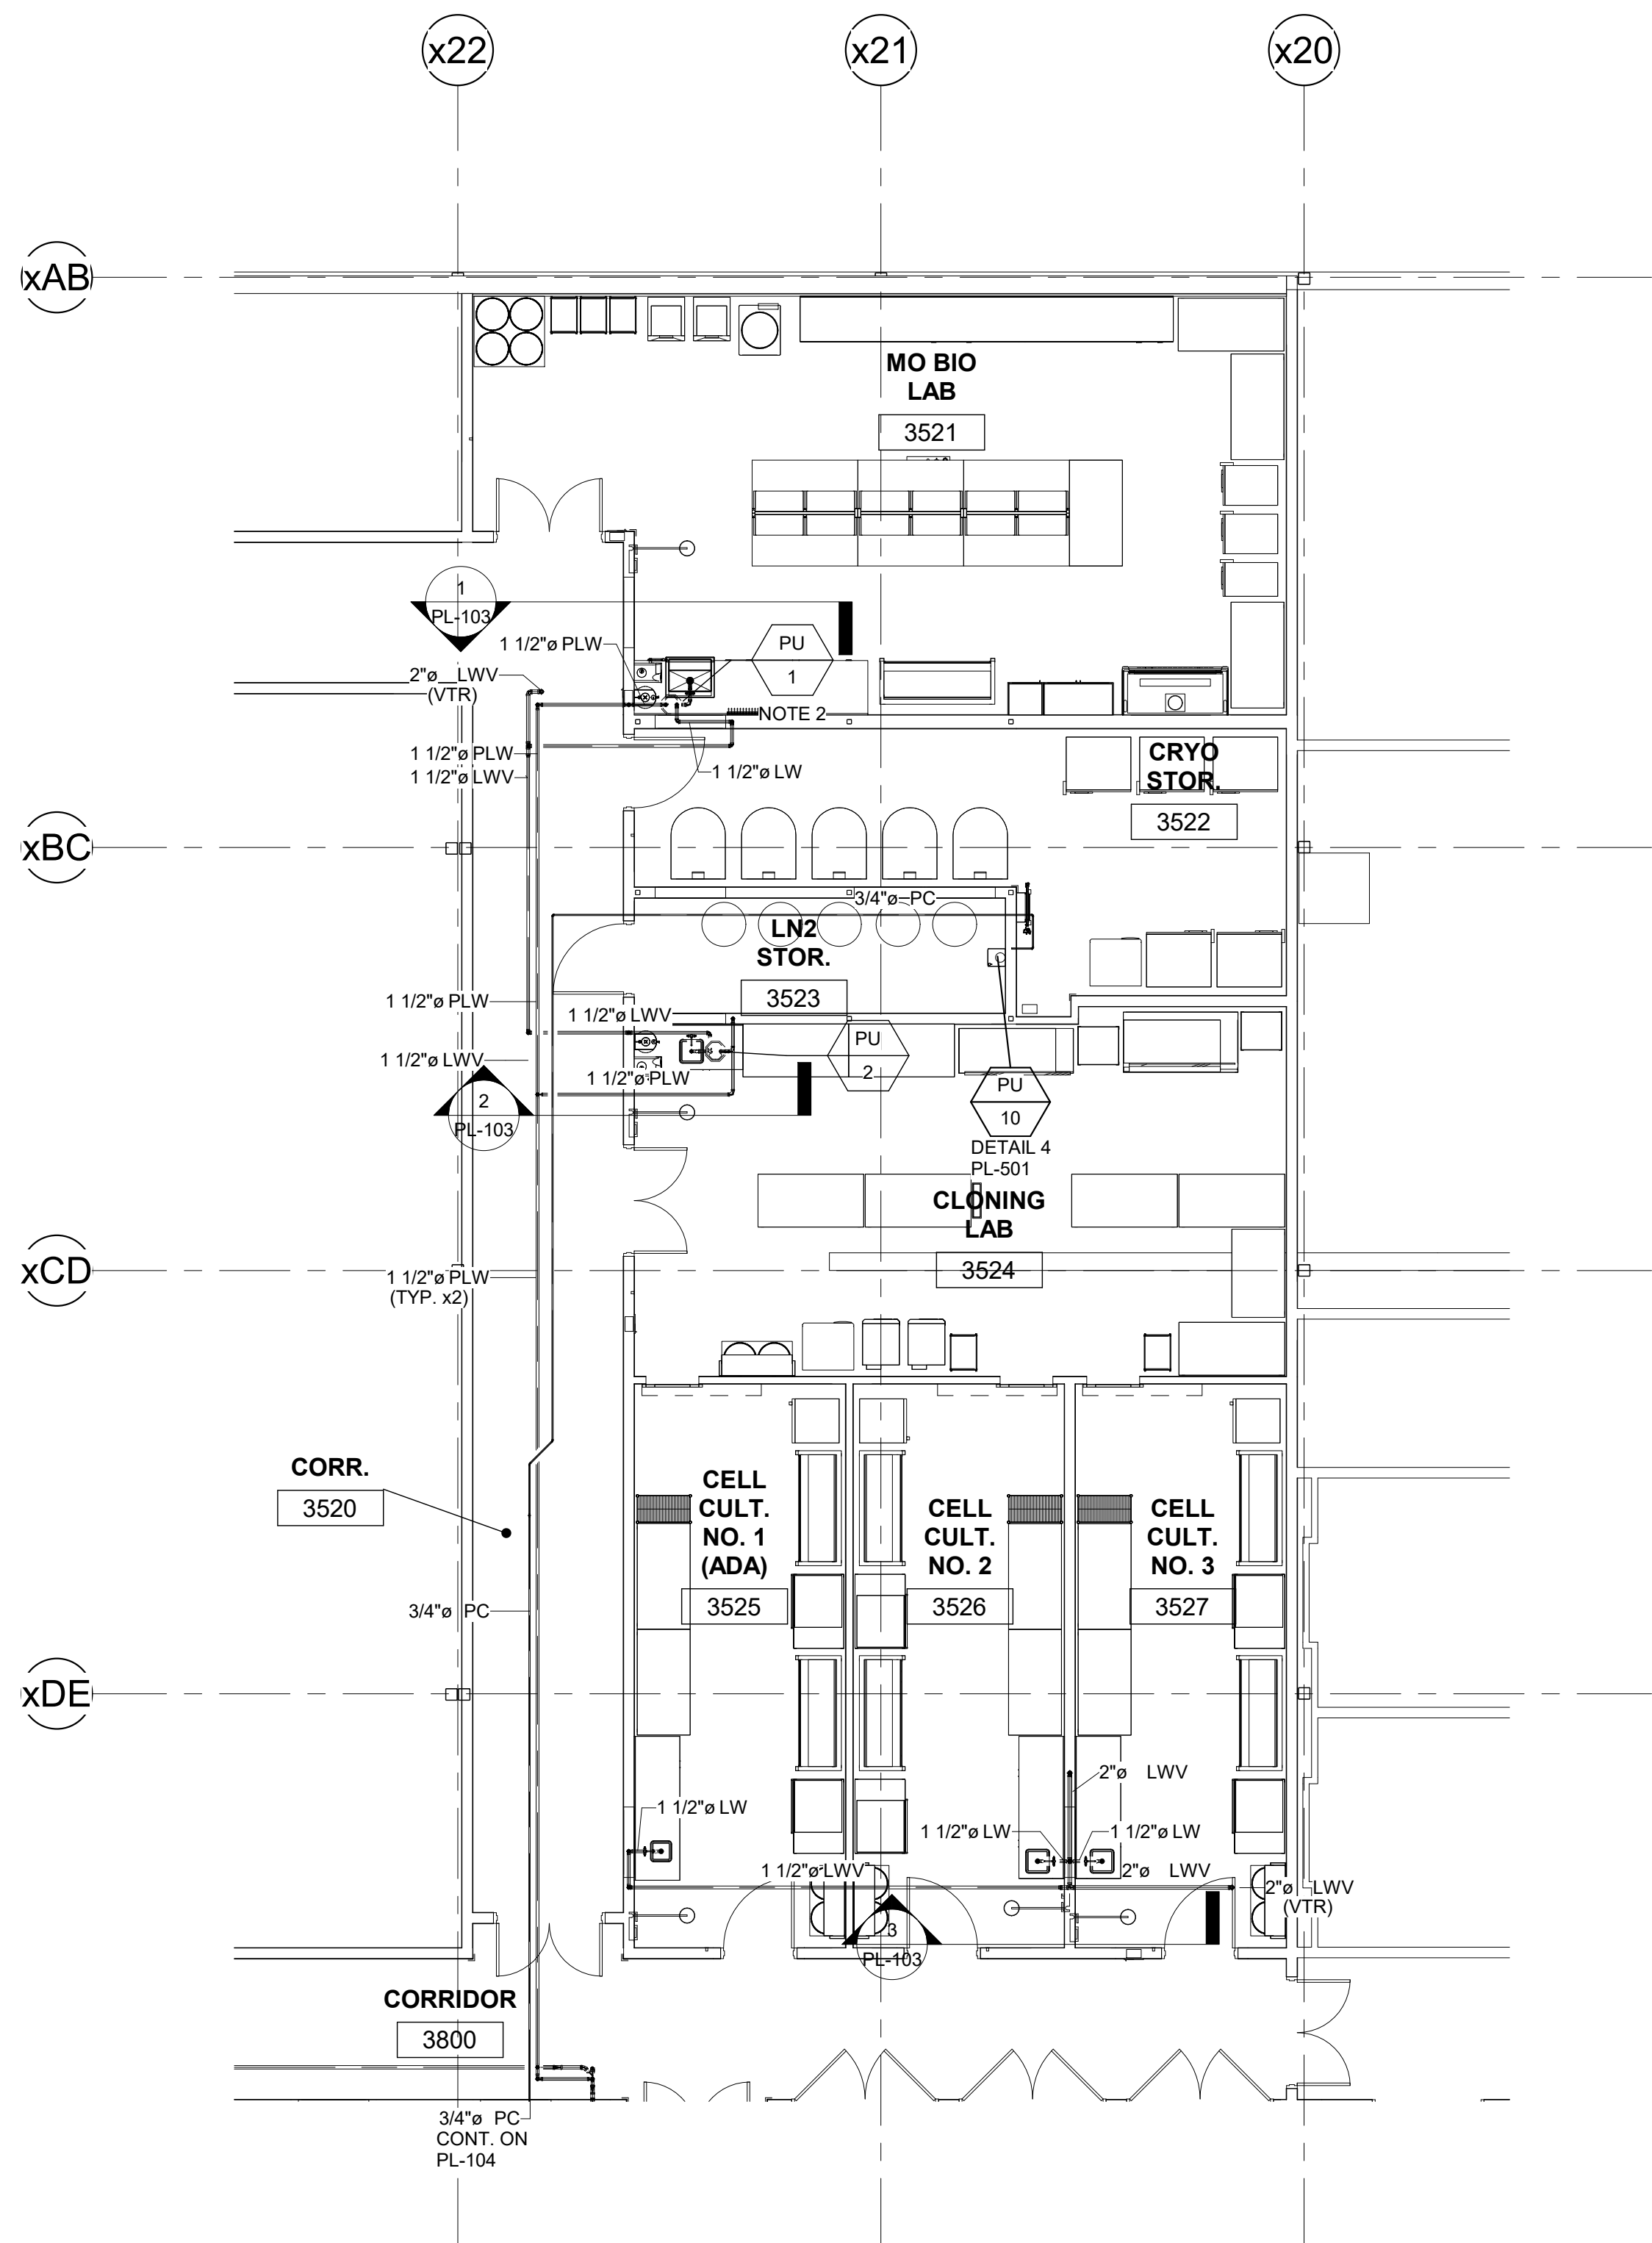 x22
x21
x20
xAB
MO BIO
LAB
3521
1
PL-103
1 1/2"ø PLW
PU
1
2"ø LWV
(VTR)
NOTE 2
1 1/2"ø PLW
1 1/2"ø LWV
1 1/2"ø LW
CRYO
STOR.
3522
xBC
3/4"ø PC
LN2
STOR.
3523
1 1/2"ø PLW
1 1/2"ø LWV
PU
2
1 1/2"ø LWV
1 1/2"ø PLW
2
PL-103
PU
10
DETAIL 4
PL-501
CLONING
LAB
3524
xCD
1 1/2"ø PLW
(TYP. x2)
CORR.
3520
CELL
CULT.
NO. 1
(ADA)
3525
CELL
CULT.
NO. 2
3526
CELL
CULT.
NO. 3
3527
3/4"ø PC
xDE
2"ø LWV
1 1/2"ø LW
1 1/2"ø LW
1 1/2"ø LW
1 1/2"ø LWV
2"ø LWV
2"ø LWV
(VTR)
3
PL-103
CORRIDOR
3800
3/4"ø PC
CONT. ON
PL-104